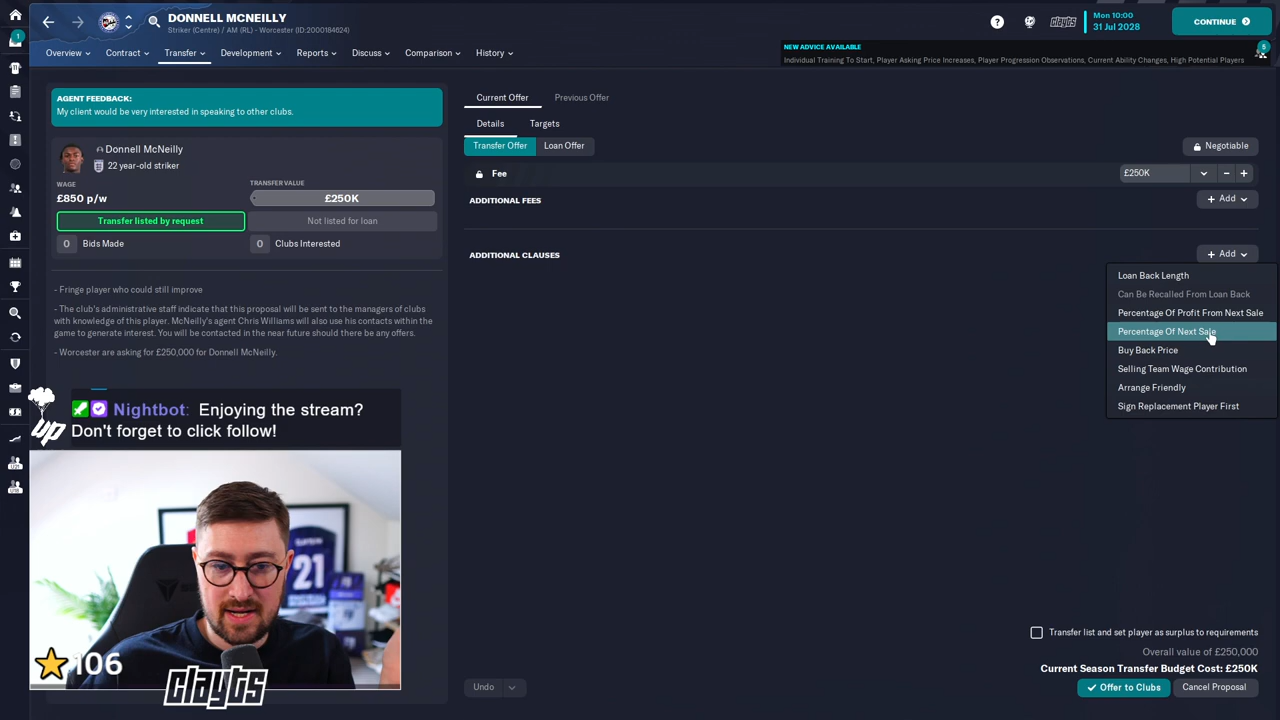 DONNELL MCNEILLY
Striker (Centre) / AM (RL) - Worcester (ID:2000184624)
Mon 10:00
31 Jul 2028
CONTINUE
1
Overview
Contract
Transfer
Development
Reports
Discuss
Comparison
History
NEW ADVICE AVAILABLE
Individual Training To Start, Player Asking Price Increases, Player Progression Observations, Current Ability Changes, High Potential Players
5
AGENT FEEDBACK:
My client would be very interested in speaking to other clubs.
Donnell McNeilly
22 year-old striker
WAGE
£850 p/w
TRANSFER VALUE
£250K
Transfer listed by request
Not listed for loan
0 Bids Made
0 Clubs Interested
- Fringe player who could still improve
- The club's administrative staff indicate that this proposal will be sent to the managers of clubs
with knowledge of this player. McNeilly's agent Chris Williams will also use his contacts within the
game to generate interest. You will be contacted in the near future should there be any offers.
- Worcester are asking for £250,000 for Donnell McNeilly.
Current Offer
Previous Offer
Details
Targets
Transfer Offer
Loan Offer
Negotiable
Fee
£250K
ADDITIONAL FEES
+ Add
ADDITIONAL CLAUSES
+ Add
Loan Back Length
Can Be Recalled From Loan Back
Percentage Of Profit From Next Sale
Percentage Of Next Sale
Buy Back Price
Selling Team Wage Contribution
Arrange Friendly
Sign Replacement Player First
up
Nightbot: Enjoying the stream?
Don't forget to click follow!
21
106
clayts
Transfer list and set player as surplus to requirements
Overall value of £250,000
Current Season Transfer Budget Cost: £250K
Undo
Offer to Clubs
Cancel Proposal